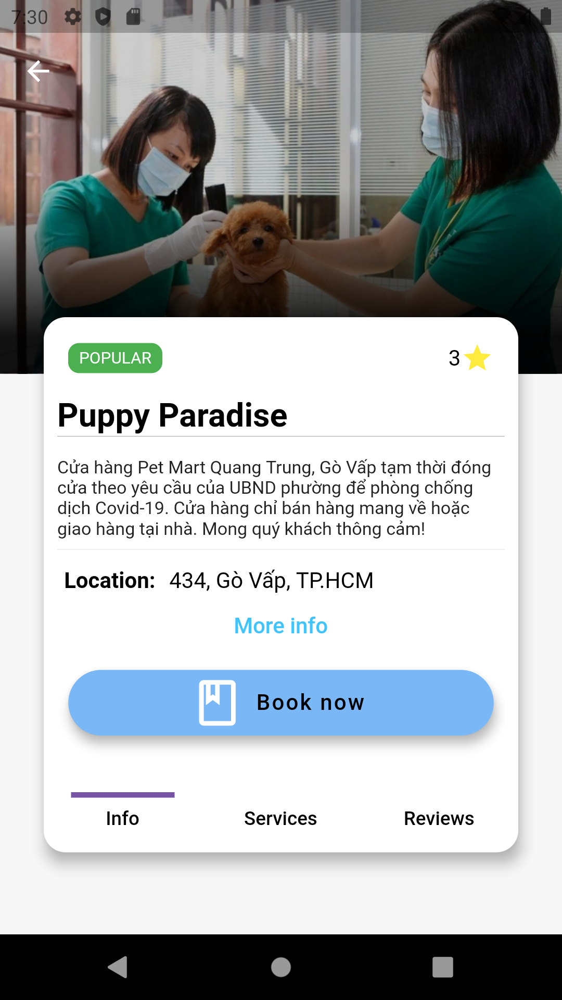 7:30
POPULAR
3
Puppy Paradise
Cửa hàng Pet Mart Quang Trung, Gò Vấp tạm thời đóng
cửa theo yêu cầu của UBND phường để phòng chống
dịch Covid-19. Cửa hàng chỉ bán hàng mang về hoặc
giao hàng tại nhà. Mong quý khách thông cảm!
Location: 434, Gò Vấp, TP.HCM
More info
Book now
Info Services Reviews